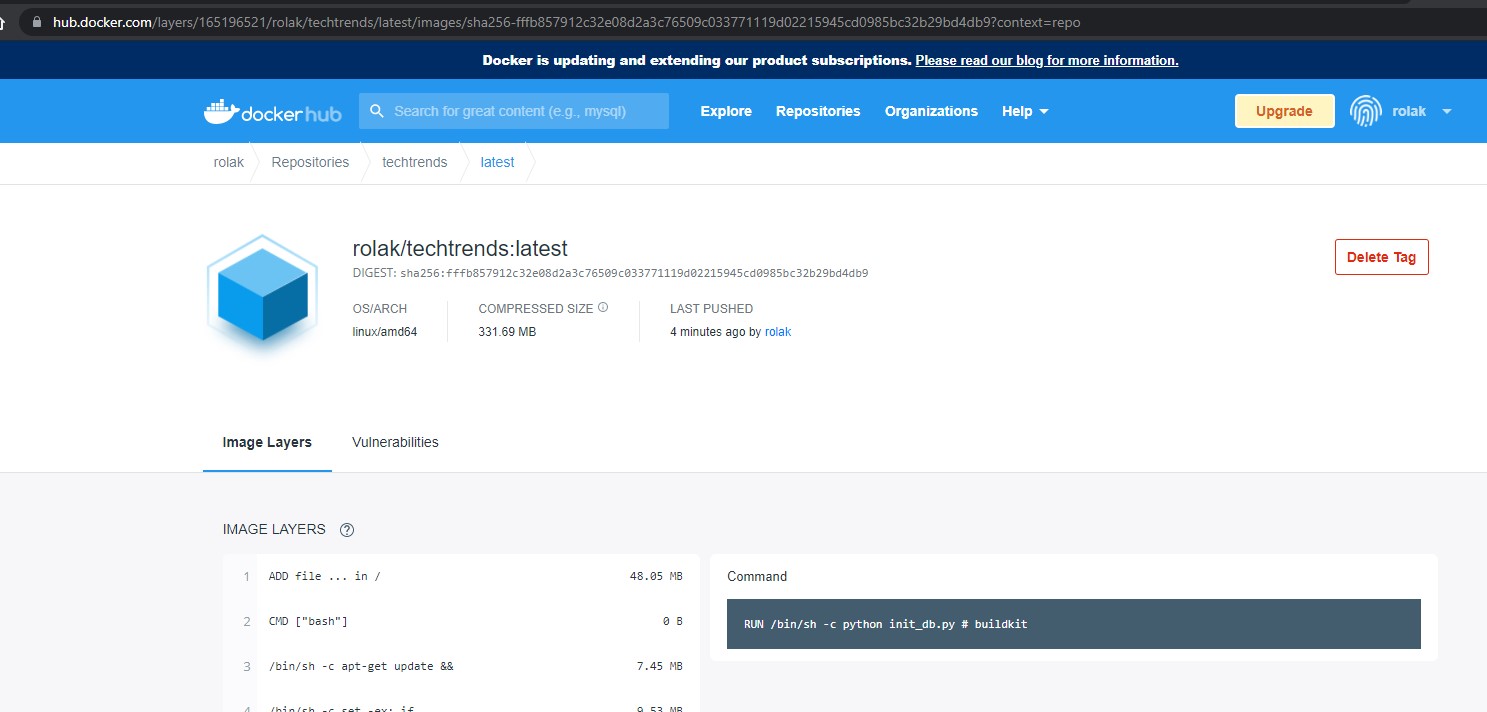 hub.docker.com/layers/165196521/rolak/techtrends/latest/images/sha256-fffb857912c32e08d2a3c76509c033771119d02215945cd0985bc32b29bd4db9?context=repo
Docker is updating and extending our product subscriptions. Please read our blog for more information.
dockerhub Search for great content (e.g., mysql) Explore Repositories Organizations Help Upgrade rolak
rolak Repositories techtrends latest
rolak/techtrends:latest
Delete Tag
DIGEST: sha256:fffb857912c32e08d2a3c76509c033771119d02215945cd0985bc32b29bd4db9
OS/ARCH COMPRESSED SIZE LAST PUSHED
linux/amd64 331.69 MB 4 minutes ago by rolak
Image Layers Vulnerabilities
IMAGE LAYERS
1 ADD file ... in / 48.05 MB
Command
2 CMD ["bash"] 0 B
RUN /bin/sh -c python init_db.py # buildkit
3 /bin/sh -c apt-get update && 7.45 MB
4 /bin/sh -c set -ex; if 9.53 MB